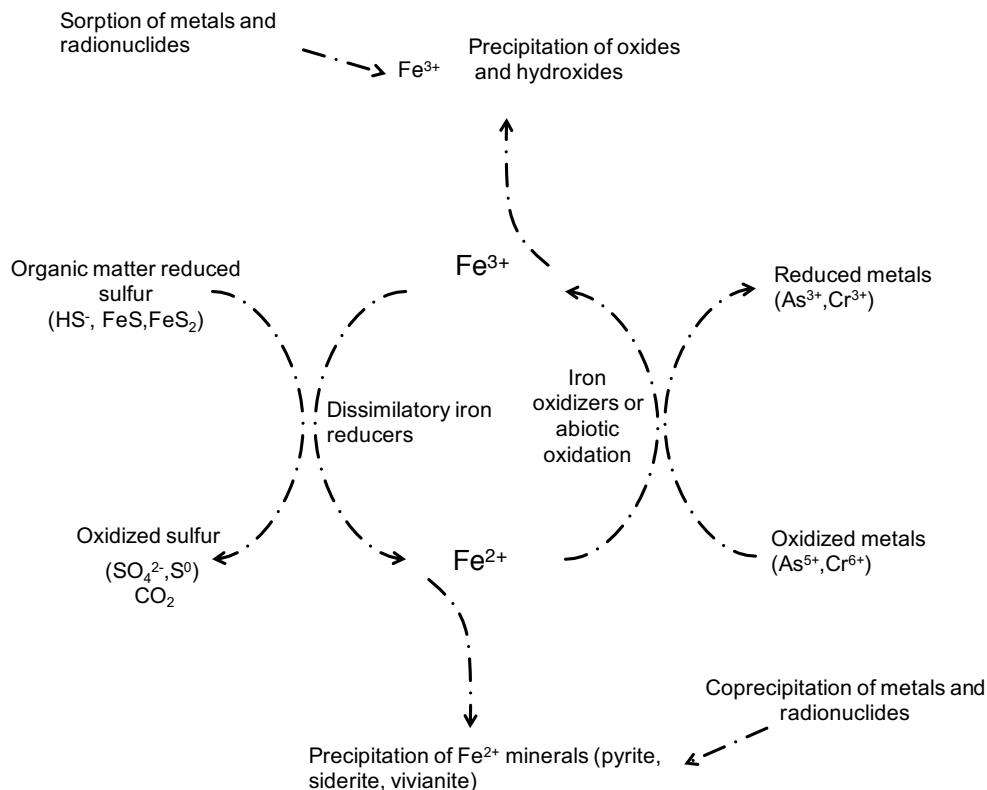 Sorption of metals and
radionuclides
Fe³⁺
Precipitation of oxides
and hydroxides
Fe³⁺
Organic matter reduced
sulfur
(HS⁻, FeS,FeS₂)
Reduced metals
(As³⁺,Cr³⁺)
Dissimilatory iron
reducers
Iron
oxidizers or
abiotic
oxidation
Oxidized sulfur
(SO₄²⁻,S⁰)
CO₂
Fe²⁺
Oxidized metals
(As⁵⁺,Cr⁶⁺)
Coprecipitation of metals and
radionuclides
Precipitation of Fe²⁺ minerals (pyrite,
siderite, vivianite)